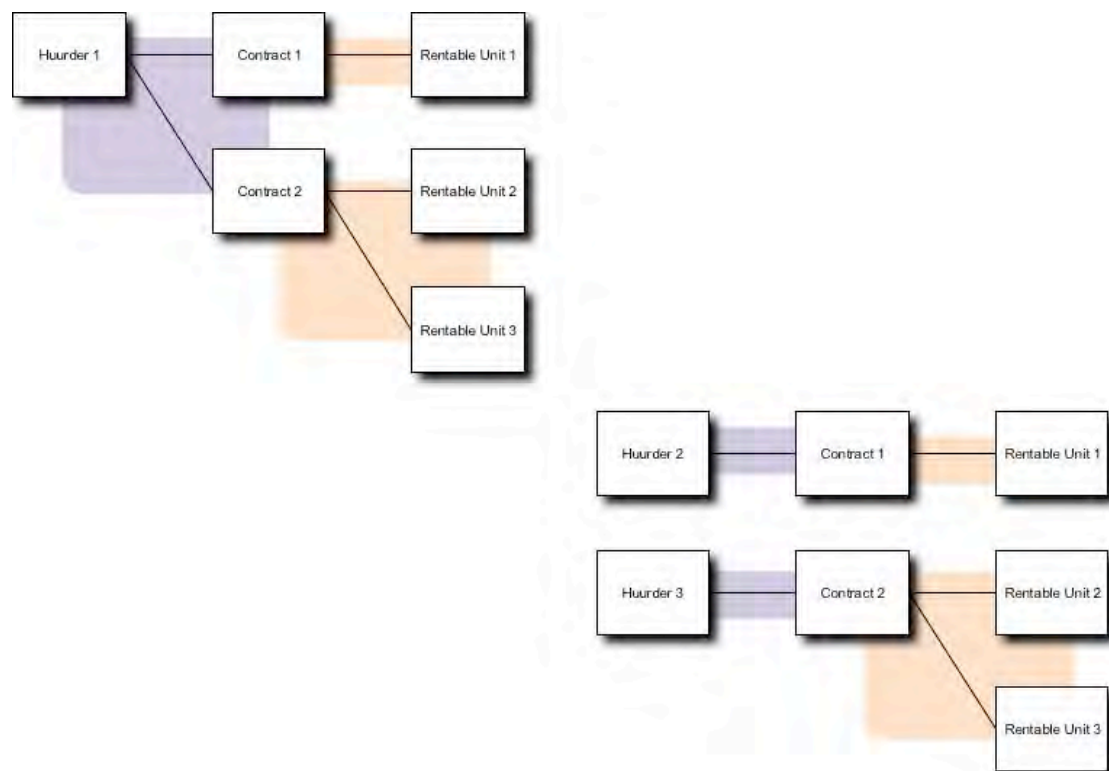 Huurder 1
Contract 1
Rentable Unit 1
Contract 2
Rentable Unit 2
Rentable Unit 3
Huurder 2
Contract 1
Rentable Unit 1
Huurder 3
Contract 2
Rentable Unit 2
Rentable Unit 3